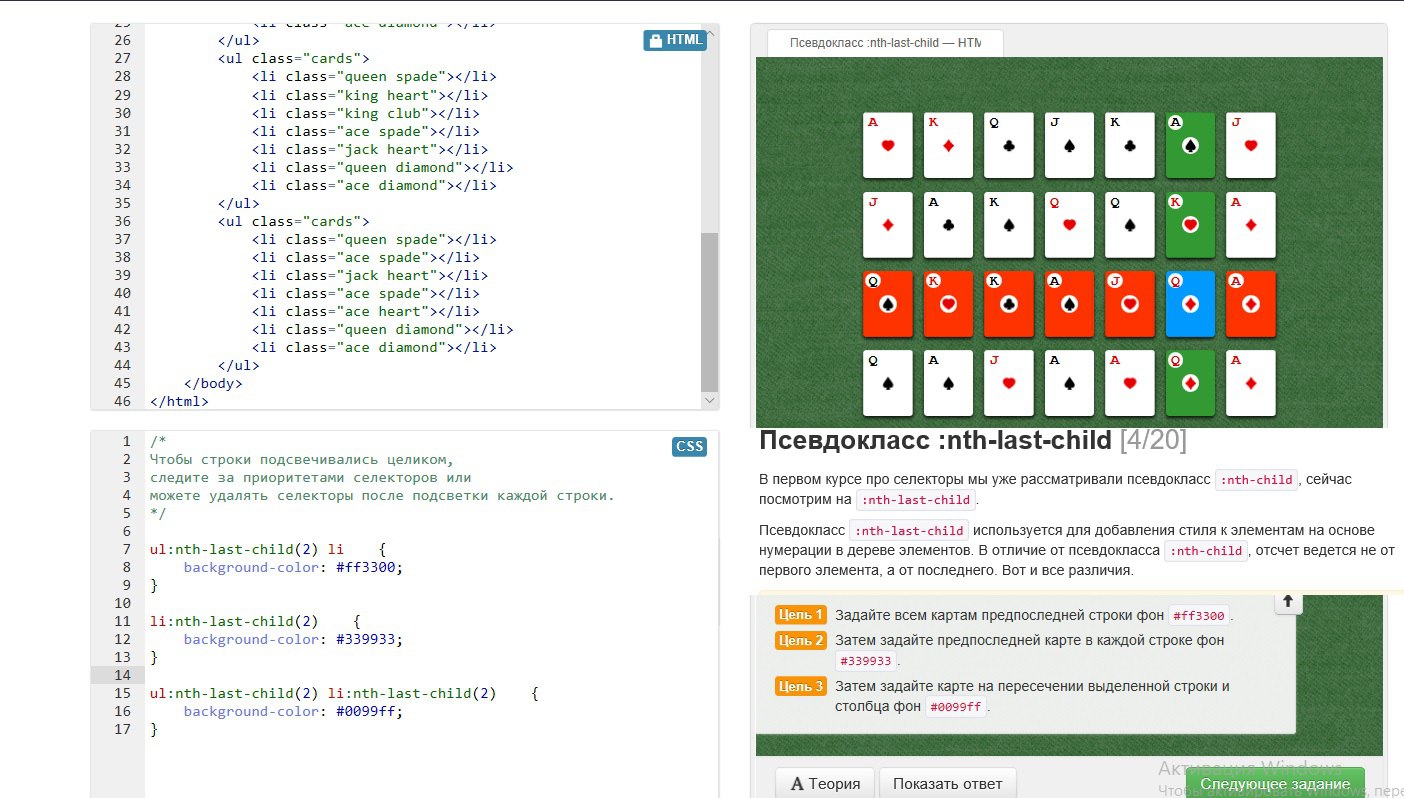 29 <li class="ace diamond"></li>
26 </ul>
27 <ul class="cards">
28 <li class="queen spade"></li>
29 <li class="king heart"></li>
30 <li class="king club"></li>
31 <li class="ace spade"></li>
32 <li class="jack heart"></li>
33 <li class="queen diamond"></li>
34 <li class="ace diamond"></li>
35 </ul>
36 <ul class="cards">
37 <li class="queen spade"></li>
38 <li class="ace spade"></li>
39 <li class="jack heart"></li>
40 <li class="ace spade"></li>
41 <li class="ace heart"></li>
42 <li class="queen diamond"></li>
43 <li class="ace diamond"></li>
44 </ul>
45 </body>
46 </html>
HTML
1 /*
2 Чтобы строки подсвечивались целиком,
3 следите за приоритетами селекторов или
4 можете удалять селекторы после подсветки каждой строки.
5 */
6
7 ul:nth-last-child(2) li {
8 background-color: #ff3300;
9 }
10
11 li:nth-last-child(2) {
12 background-color: #339933;
13 }
14
15 ul:nth-last-child(2) li:nth-last-child(2) {
16 background-color: #0099ff;
17 }
CSS
Псевдокласс :nth-last-child — HTM
A K Q J K A J
J A K Q Q K A
Q K K A J Q A
Q A J A A Q A
Псевдокласс :nth-last-child [4/20]
В первом курсе про селекторы мы уже рассматривали псевдокласс :nth-child, сейчас
посмотрим на :nth-last-child.
Псевдокласс :nth-last-child используется для добавления стиля к элементам на основе
нумерации в дереве элементов. В отличие от псевдокласса :nth-child, отсчет ведется не от
первого элемента, а от последнего. Вот и все различия.
Цель 1 Задайте всем картам предпоследней строки фон #ff3300.
Цель 2 Затем задайте предпоследней карте в каждой строке фон
#339933.
Цель 3 Затем задайте карте на пересечении выделенной строки и
столбца фон #0099ff.
A Теория
Показать ответ
Следующее задание
Активация Windows
Чтобы активировать Windows, пере